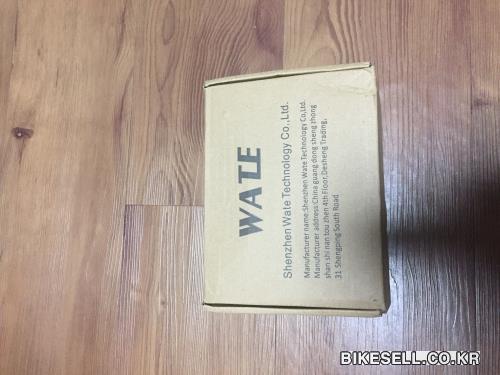 WATE
Shenzhen Wate Technology Co.,Ltd.
Manufacturer name:Shenzhen Wate Technology Co,Ltd.
Manufacturer address:China guang dong sheng zhong
shan shi nan tou zhen 4th Floor,Desheng Trading,
31 Shengping South Road
BIKESELL.CO.KR